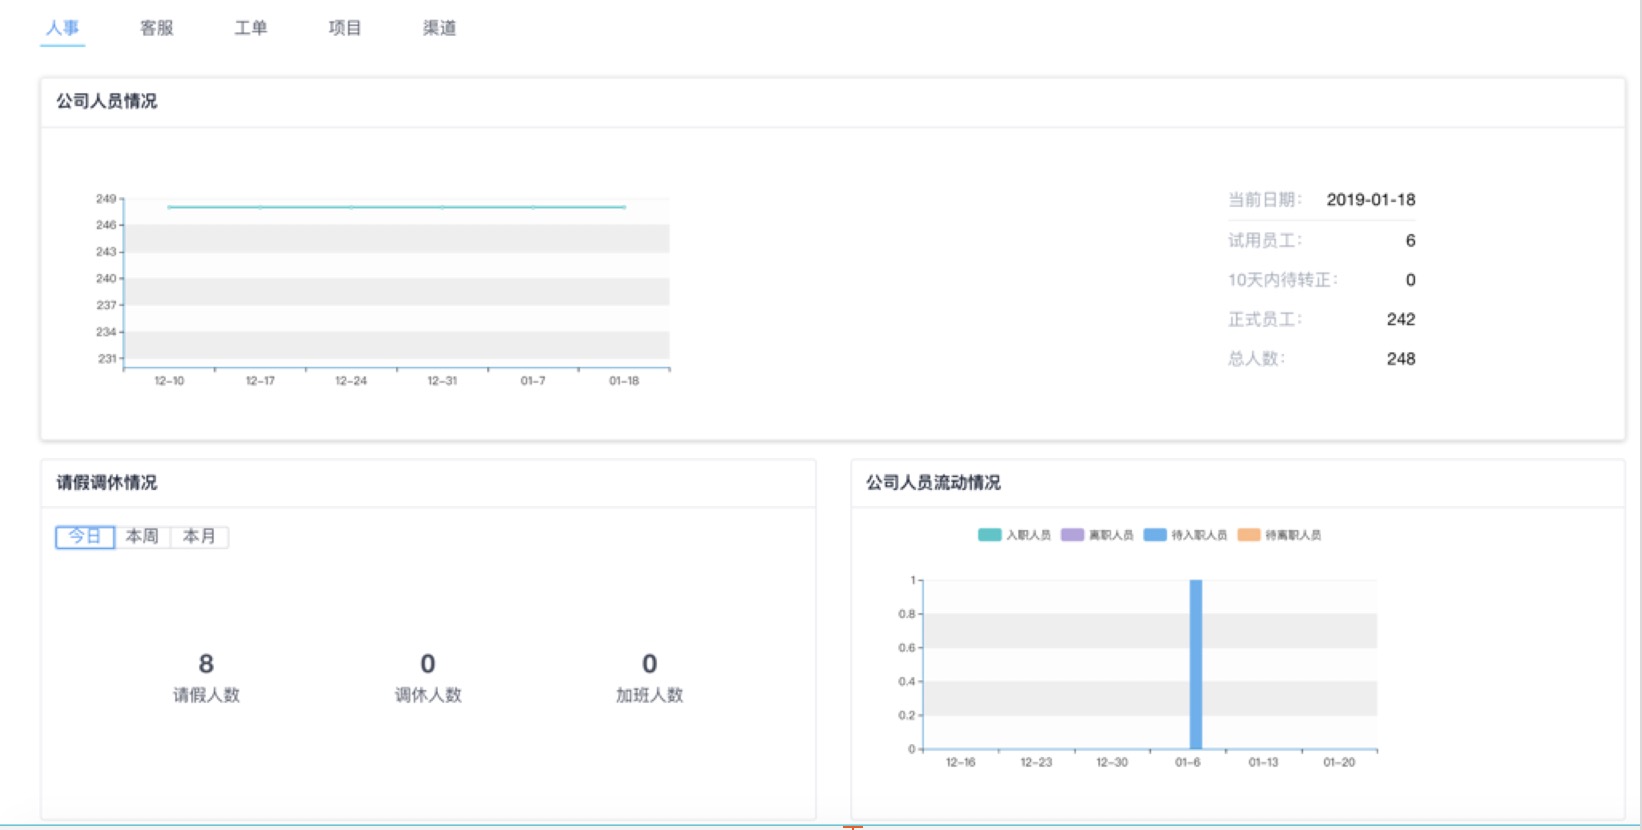 人事 客服 工单 项目 渠道
公司人员情况
249
246
243
240
237
234
231
12-10 12-17 12-24 12-31 01-7 01-18
当前日期: 2019-01-18
试用员工: 6
10天内待转正: 0
正式员工: 242
总人数: 248
请假调休情况
今日 本周 本月
8 0 0
请假人数 调休人数 加班人数
公司人员流动情况
入职人员 离职人员 待入职人员 待离职人员
1
0.8
0.6
0.4
0.2
0
12-16 12-23 12-30 01-6 01-13 01-20